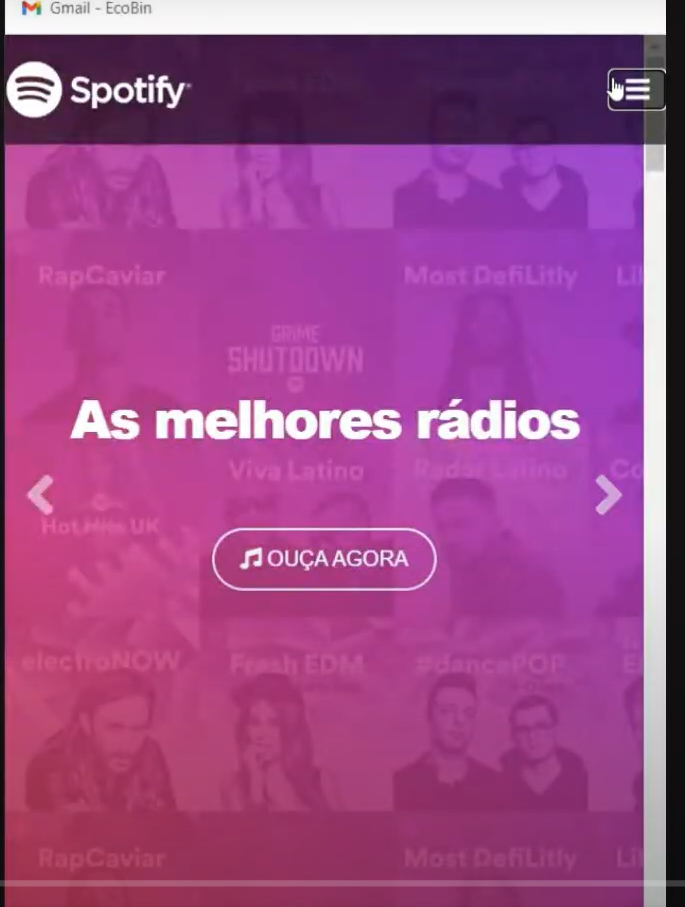 Gmail - EcoBin
Spotify
RapCaviar
Most DefiLitly
Li
GRIME
SHUTDOWN
As melhores rádios
Viva Latino
Radar Latino
Co
Hot Hits UK
OUÇA AGORA
electroNOW
Fresh EDM
#dancePOP
RapCaviar
Most DefiLitly
Li